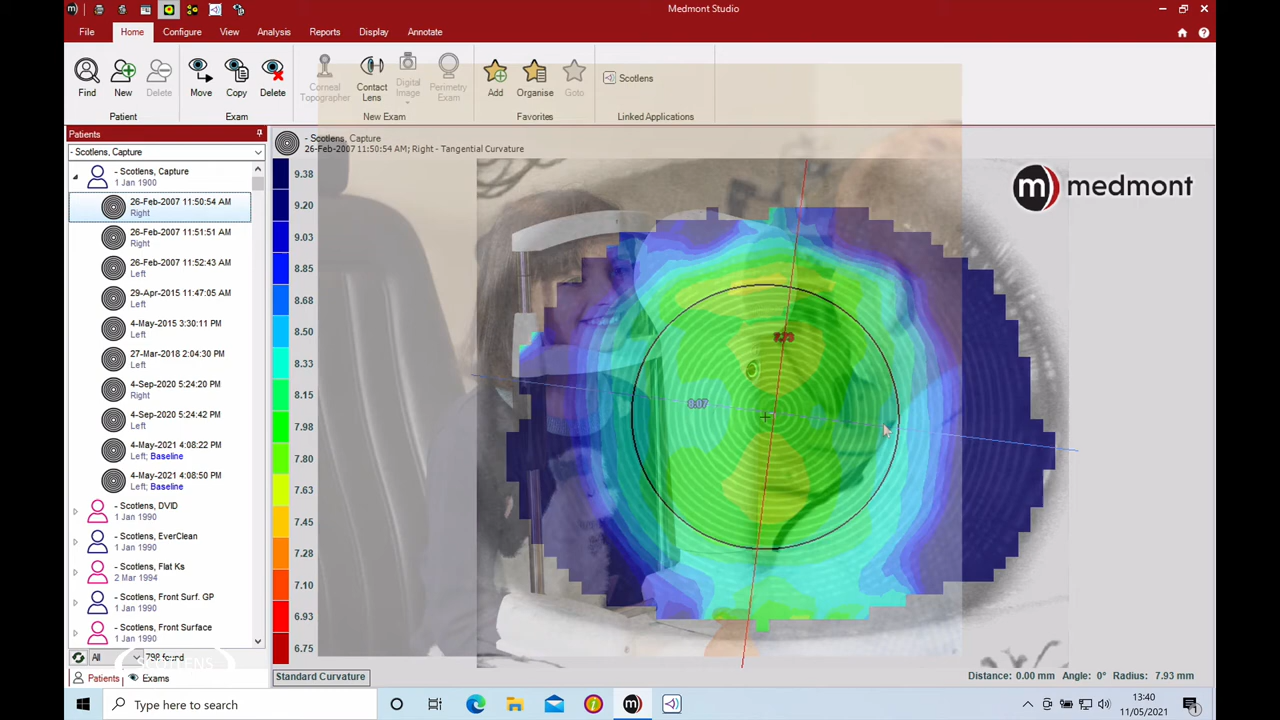 Medmont Studio
File Home Configure View Analysis Reports Display Annotate
Find New Delete Move Copy Delete Corneal Topographer Contact Lens Digital Image Perimetry Exam Add Organise Goto Scotlens
Patient Exam New Exam Favorites Linked Applications
Patients
- Scotlens, Capture
- Scotlens, Capture
1 Jan 1900
26-Feb-2007 11:50:54 AM
Right
26-Feb-2007 11:51:51 AM
Right
26-Feb-2007 11:52:43 AM
Left
29-Apr-2015 11:47:05 AM
Left
4-May-2015 3:30:11 PM
Left
27-Mar-2018 2:04:30 PM
Left
4-Sep-2020 5:24:20 PM
Right
4-Sep-2020 5:24:42 PM
Left
4-May-2021 4:08:22 PM
Left; Baseline
4-May-2021 4:08:50 PM
Left; Baseline
- Scotlens, DVID
1 Jan 1990
- Scotlens, EverClean
1 Jan 1990
- Scotlens, Flat Ks
2 Mar 1994
- Scotlens, Front Surf. GP
1 Jan 1990
- Scotlens, Front Surface
1 Jan 1990
All 798 found
SCOTLENS
Patients Exams
- Scotlens, Capture
26-Feb-2007 11:50:54 AM; Right - Tangential Curvature
9.38
9.20
9.03
8.85
8.68
8.50
8.33
8.15
7.98
7.80
7.63
7.45
7.28
7.10
6.93
6.75
medmont
8.07
Standard Curvature
Distance: 0.00 mm Angle: 0° Radius: 7.93 mm
Type here to search
13:40
11/05/2021
1